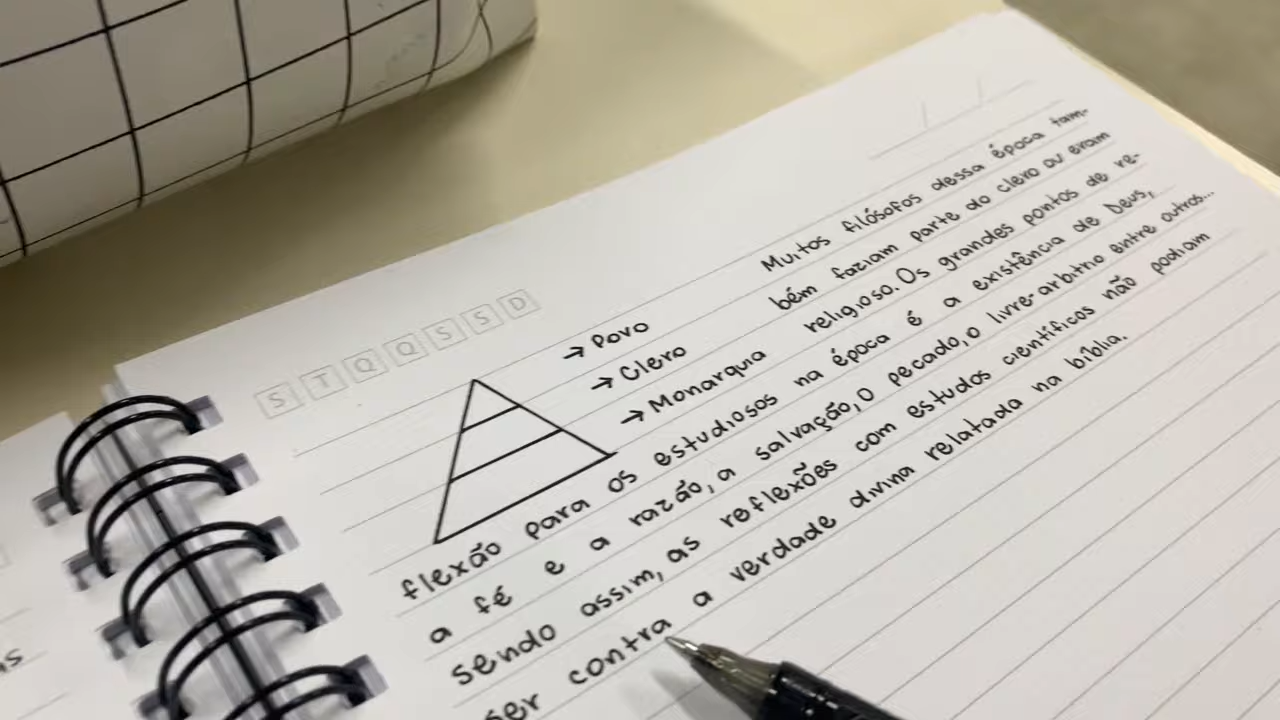 S T Q Q S S D
/ /
→ Povo
→ Clero
→ Monarquia
Muitos filósofos dessa época tam-
bém faziam parte do clero ou eram
religioso. Os grandes pontos de re-
flexão para os estudiosos na época é a existência de Deus,
a fé e a razão, a salvação, o pecado, o livre-arbítrio entre outros...
sendo assim, as reflexões com estudos científicos não podiam
ser contra a verdade divina relatada na bíblia.